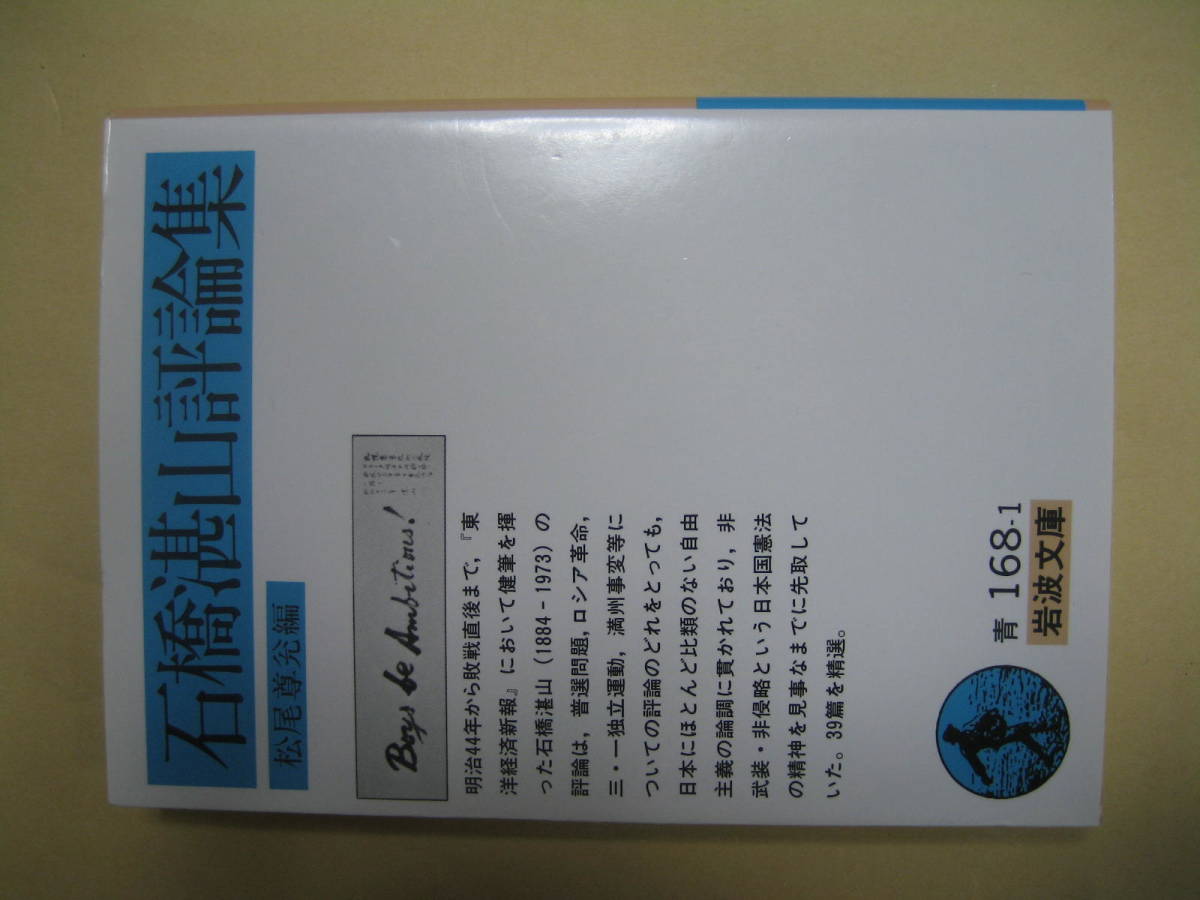 石橋湛山評論集
松尾尊兊編
Boys be Ambitious!
明治44年から敗戦直後まで，『東
洋経済新報』において健筆を揮
った石橋湛山（1884-1973）の
評論は，普選問題，ロシア革命，
三・一独立運動，満州事変等に
ついての評論のどれをとっても，
日本にほとんど比類のない自由
主義の論調に貫かれており，非
武装・非侵略という日本国憲法
の精神を見事なまでに先取して
いた。39篇を精選。
青 168-1
岩波文庫